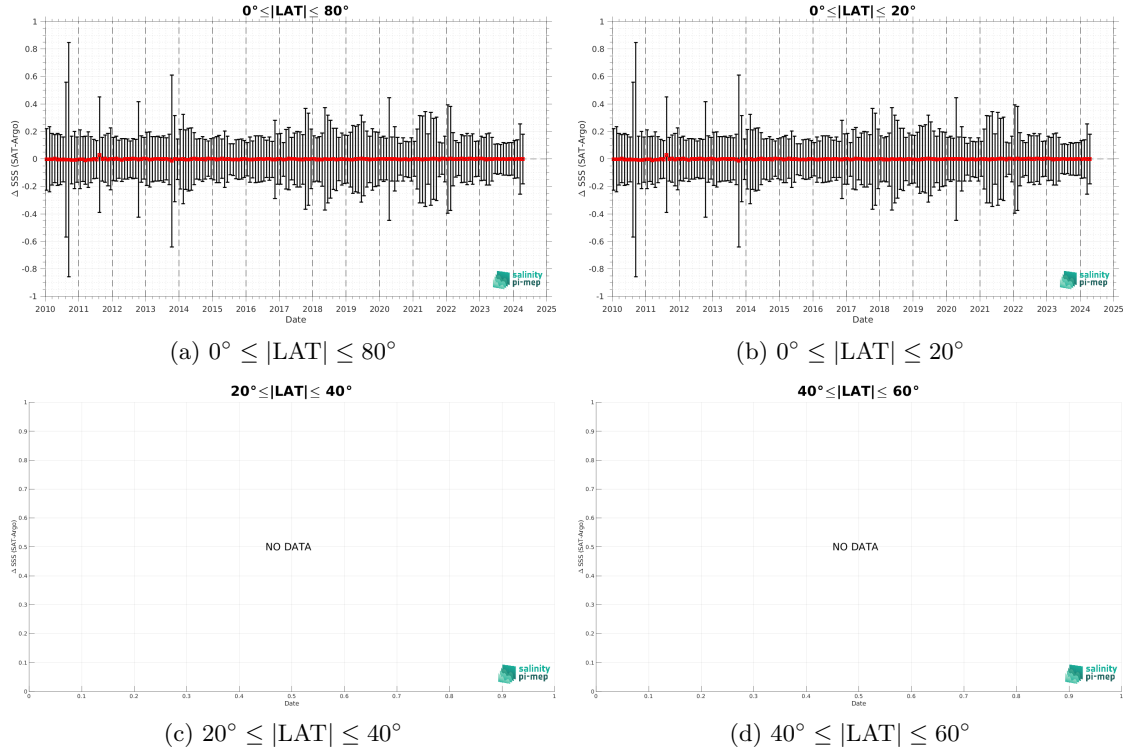 0°≤|LAT|≤ 80°
1
0.8
0.6
0.4
0.2
0
-0.2
-0.4
-0.6
-0.8
-1
Δ SSS (SAT-Argo)
2010 2011 2012 2013 2014 2015 2016 2017 2018 2019 2020 2021 2022 2023 2024 2025
Date
salinity
pi-mep
(a) 0° ≤ |LAT| ≤ 80°
0°≤|LAT|≤ 20°
1
0.8
0.6
0.4
0.2
0
-0.2
-0.4
-0.6
-0.8
-1
Δ SSS (SAT-Argo)
2010 2011 2012 2013 2014 2015 2016 2017 2018 2019 2020 2021 2022 2023 2024 2025
Date
salinity
pi-mep
(b) 0° ≤ |LAT| ≤ 20°
20°≤|LAT|≤ 40°
1
0.9
0.8
0.7
0.6
0.5
0.4
0.3
0.2
0.1
0
Δ SSS (SAT-Argo)
NO DATA
0 0.1 0.2 0.3 0.4 0.5 0.6 0.7 0.8 0.9 1
Date
salinity
pi-mep
(c) 20° ≤ |LAT| ≤ 40°
40°≤|LAT|≤ 60°
1
0.9
0.8
0.7
0.6
0.5
0.4
0.3
0.2
0.1
0
Δ SSS (SAT-Argo)
NO DATA
0 0.1 0.2 0.3 0.4 0.5 0.6 0.7 0.8 0.9 1
Date
salinity
pi-mep
(d) 40° ≤ |LAT| ≤ 60°